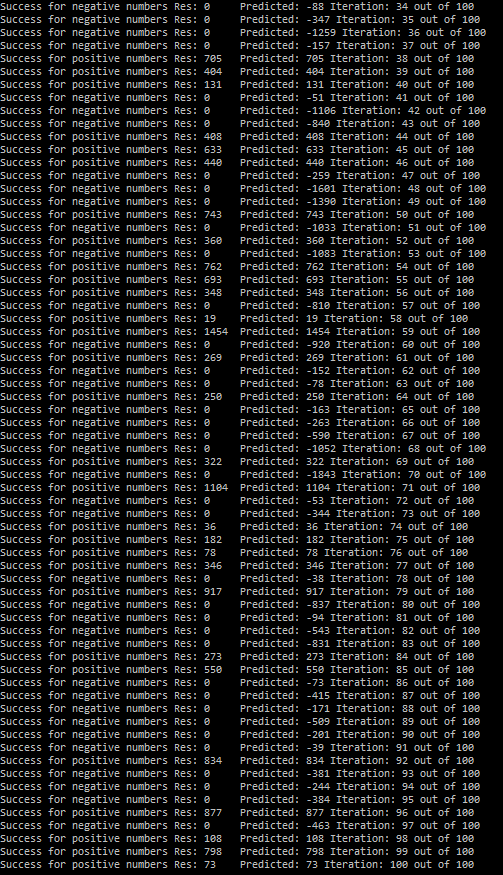 Success for negative numbers Res: 0 Predicted: -88 Iteration: 34 out of 100
Success for negative numbers Res: 0 Predicted: -347 Iteration: 35 out of 100
Success for negative numbers Res: 0 Predicted: -1259 Iteration: 36 out of 100
Success for negative numbers Res: 0 Predicted: -157 Iteration: 37 out of 100
Success for positive numbers Res: 705 Predicted: 705 Iteration: 38 out of 100
Success for positive numbers Res: 404 Predicted: 404 Iteration: 39 out of 100
Success for positive numbers Res: 131 Predicted: 131 Iteration: 40 out of 100
Success for negative numbers Res: 0 Predicted: -51 Iteration: 41 out of 100
Success for negative numbers Res: 0 Predicted: -1106 Iteration: 42 out of 100
Success for negative numbers Res: 0 Predicted: -840 Iteration: 43 out of 100
Success for positive numbers Res: 408 Predicted: 408 Iteration: 44 out of 100
Success for positive numbers Res: 633 Predicted: 633 Iteration: 45 out of 100
Success for positive numbers Res: 440 Predicted: 440 Iteration: 46 out of 100
Success for negative numbers Res: 0 Predicted: -259 Iteration: 47 out of 100
Success for negative numbers Res: 0 Predicted: -1601 Iteration: 48 out of 100
Success for negative numbers Res: 0 Predicted: -1390 Iteration: 49 out of 100
Success for positive numbers Res: 743 Predicted: 743 Iteration: 50 out of 100
Success for negative numbers Res: 0 Predicted: -1033 Iteration: 51 out of 100
Success for positive numbers Res: 360 Predicted: 360 Iteration: 52 out of 100
Success for negative numbers Res: 0 Predicted: -1083 Iteration: 53 out of 100
Success for positive numbers Res: 762 Predicted: 762 Iteration: 54 out of 100
Success for positive numbers Res: 693 Predicted: 693 Iteration: 55 out of 100
Success for positive numbers Res: 348 Predicted: 348 Iteration: 56 out of 100
Success for negative numbers Res: 0 Predicted: -810 Iteration: 57 out of 100
Success for positive numbers Res: 19 Predicted: 19 Iteration: 58 out of 100
Success for positive numbers Res: 1454 Predicted: 1454 Iteration: 59 out of 100
Success for negative numbers Res: 0 Predicted: -920 Iteration: 60 out of 100
Success for positive numbers Res: 269 Predicted: 269 Iteration: 61 out of 100
Success for negative numbers Res: 0 Predicted: -152 Iteration: 62 out of 100
Success for negative numbers Res: 0 Predicted: -78 Iteration: 63 out of 100
Success for positive numbers Res: 250 Predicted: 250 Iteration: 64 out of 100
Success for negative numbers Res: 0 Predicted: -163 Iteration: 65 out of 100
Success for negative numbers Res: 0 Predicted: -263 Iteration: 66 out of 100
Success for negative numbers Res: 0 Predicted: -590 Iteration: 67 out of 100
Success for negative numbers Res: 0 Predicted: -1052 Iteration: 68 out of 100
Success for positive numbers Res: 322 Predicted: 322 Iteration: 69 out of 100
Success for negative numbers Res: 0 Predicted: -1843 Iteration: 70 out of 100
Success for positive numbers Res: 1104 Predicted: 1104 Iteration: 71 out of 100
Success for negative numbers Res: 0 Predicted: -53 Iteration: 72 out of 100
Success for negative numbers Res: 0 Predicted: -344 Iteration: 73 out of 100
Success for positive numbers Res: 36 Predicted: 36 Iteration: 74 out of 100
Success for positive numbers Res: 182 Predicted: 182 Iteration: 75 out of 100
Success for positive numbers Res: 78 Predicted: 78 Iteration: 76 out of 100
Success for positive numbers Res: 346 Predicted: 346 Iteration: 77 out of 100
Success for negative numbers Res: 0 Predicted: -38 Iteration: 78 out of 100
Success for positive numbers Res: 917 Predicted: 917 Iteration: 79 out of 100
Success for negative numbers Res: 0 Predicted: -837 Iteration: 80 out of 100
Success for negative numbers Res: 0 Predicted: -94 Iteration: 81 out of 100
Success for negative numbers Res: 0 Predicted: -543 Iteration: 82 out of 100
Success for negative numbers Res: 0 Predicted: -831 Iteration: 83 out of 100
Success for positive numbers Res: 273 Predicted: 273 Iteration: 84 out of 100
Success for positive numbers Res: 550 Predicted: 550 Iteration: 85 out of 100
Success for negative numbers Res: 0 Predicted: -73 Iteration: 86 out of 100
Success for negative numbers Res: 0 Predicted: -415 Iteration: 87 out of 100
Success for negative numbers Res: 0 Predicted: -171 Iteration: 88 out of 100
Success for negative numbers Res: 0 Predicted: -509 Iteration: 89 out of 100
Success for negative numbers Res: 0 Predicted: -201 Iteration: 90 out of 100
Success for negative numbers Res: 0 Predicted: -39 Iteration: 91 out of 100
Success for positive numbers Res: 834 Predicted: 834 Iteration: 92 out of 100
Success for negative numbers Res: 0 Predicted: -381 Iteration: 93 out of 100
Success for negative numbers Res: 0 Predicted: -244 Iteration: 94 out of 100
Success for negative numbers Res: 0 Predicted: -384 Iteration: 95 out of 100
Success for positive numbers Res: 877 Predicted: 877 Iteration: 96 out of 100
Success for negative numbers Res: 0 Predicted: -463 Iteration: 97 out of 100
Success for positive numbers Res: 108 Predicted: 108 Iteration: 98 out of 100
Success for positive numbers Res: 798 Predicted: 798 Iteration: 99 out of 100
Success for positive numbers Res: 73 Predicted: 73 Iteration: 100 out of 100